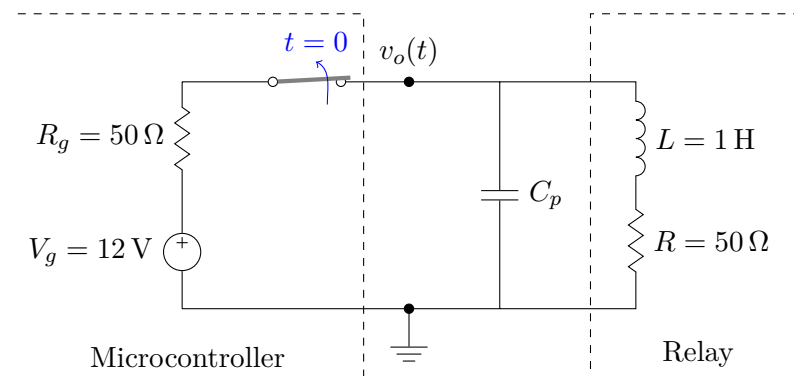 t = 0
v_o(t)
R_g = 50 Ω
L = 1 H
C_p
V_g = 12 V
+
R = 50 Ω
Microcontroller
Relay